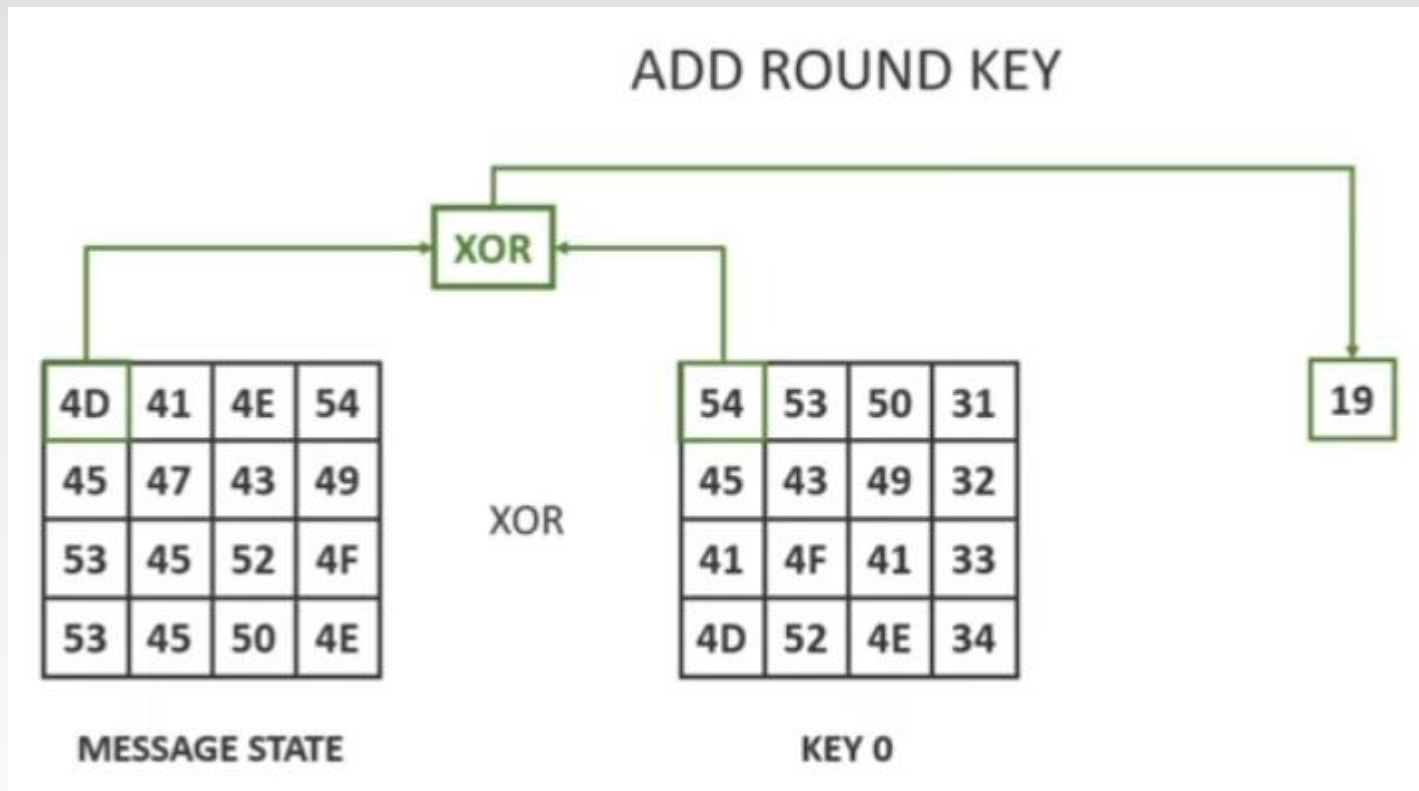 ADD ROUND KEY
XOR
4D 41 4E 54
45 47 43 49
53 45 52 4F
53 45 50 4E
XOR
54 53 50 31
45 43 49 32
41 4F 41 33
4D 52 4E 34
19
MESSAGE STATE
KEY 0